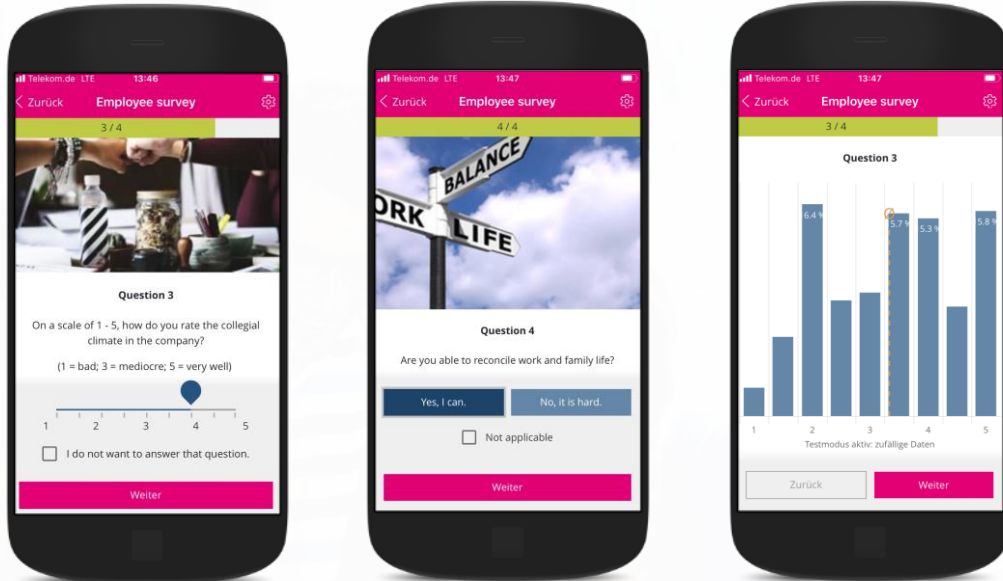 Telekom.de LTE 13:46
Zurück Employee survey
3 / 4
Question 3
On a scale of 1 - 5, how do you rate the collegial
climate in the company?
(1 = bad; 3 = mediocre; 5 = very well)
1 2 3 4 5
I do not want to answer that question.
Weiter
Telekom.de LTE 13:47
Zurück Employee survey
4 / 4
BALANCE
ORK
LIFE
Question 4
Are you able to reconcile work and family life?
Yes, I can. No, it is hard.
Not applicable
Weiter
Telekom.de LTE 13:47
Zurück Employee survey
3 / 4
Question 3
6.4 % 5.7 % 5.3 % 5.8 %
1 2 3 4 5
Testmodus aktiv: zufällige Daten
Zurück Weiter